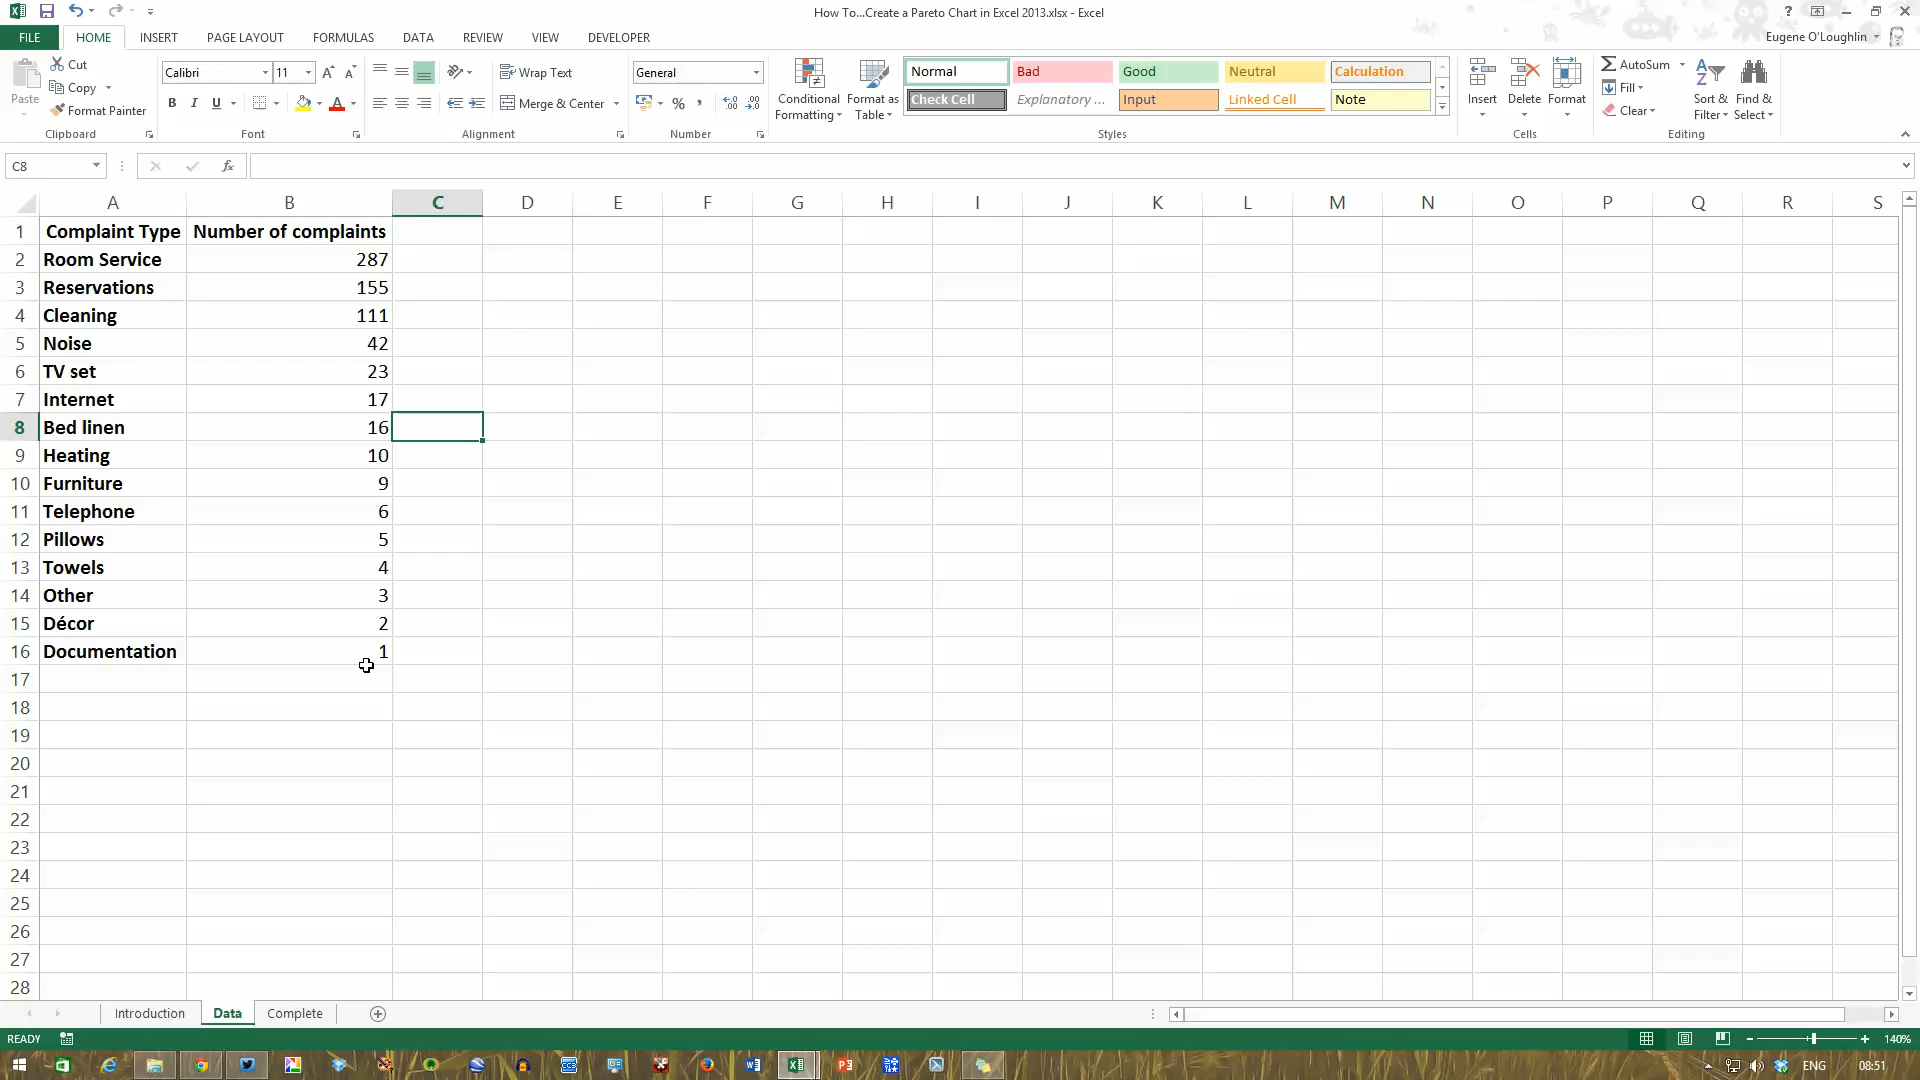 How To...Create a Pareto Chart in Excel 2013.xlsx - Excel
FILE HOME INSERT PAGE LAYOUT FORMULAS DATA REVIEW VIEW DEVELOPER Eugene O'Loughlin
Paste
Cut
Copy
Format Painter
Clipboard
Calibri 11
B I U
Font
Wrap Text
Merge & Center
Alignment
General
%
Number
Conditional Formatting
Format as Table
Normal Bad Good Neutral Calculation
Check Cell Explanatory ... Input Linked Cell Note
Styles
Insert Delete Format
Cells
AutoSum
Fill
Clear
Sort & Filter
Find & Select
Editing
C8 fx
A B C D E F G H I J K L M N O P Q R S
1 Complaint Type Number of complaints
2 Room Service 287
3 Reservations 155
4 Cleaning 111
5 Noise 42
6 TV set 23
7 Internet 17
8 Bed linen 16
9 Heating 10
10 Furniture 9
11 Telephone 6
12 Pillows 5
13 Towels 4
14 Other 3
15 Décor 2
16 Documentation 1
17
18
19
20
21
22
23
24
25
26
27
28
Introduction Data Complete
READY 140%
ENG 08:51